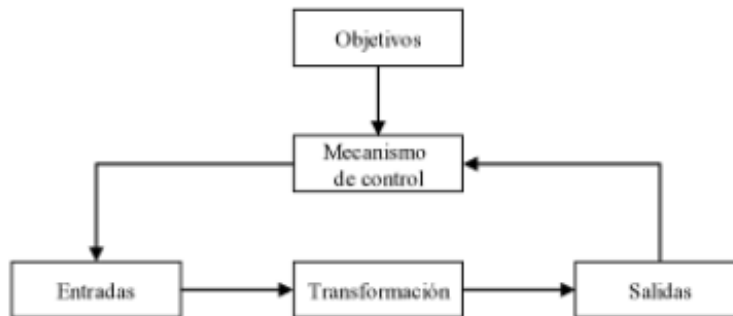 Objetivos
Mecanismo
de control
Entradas
Transformación
Salidas